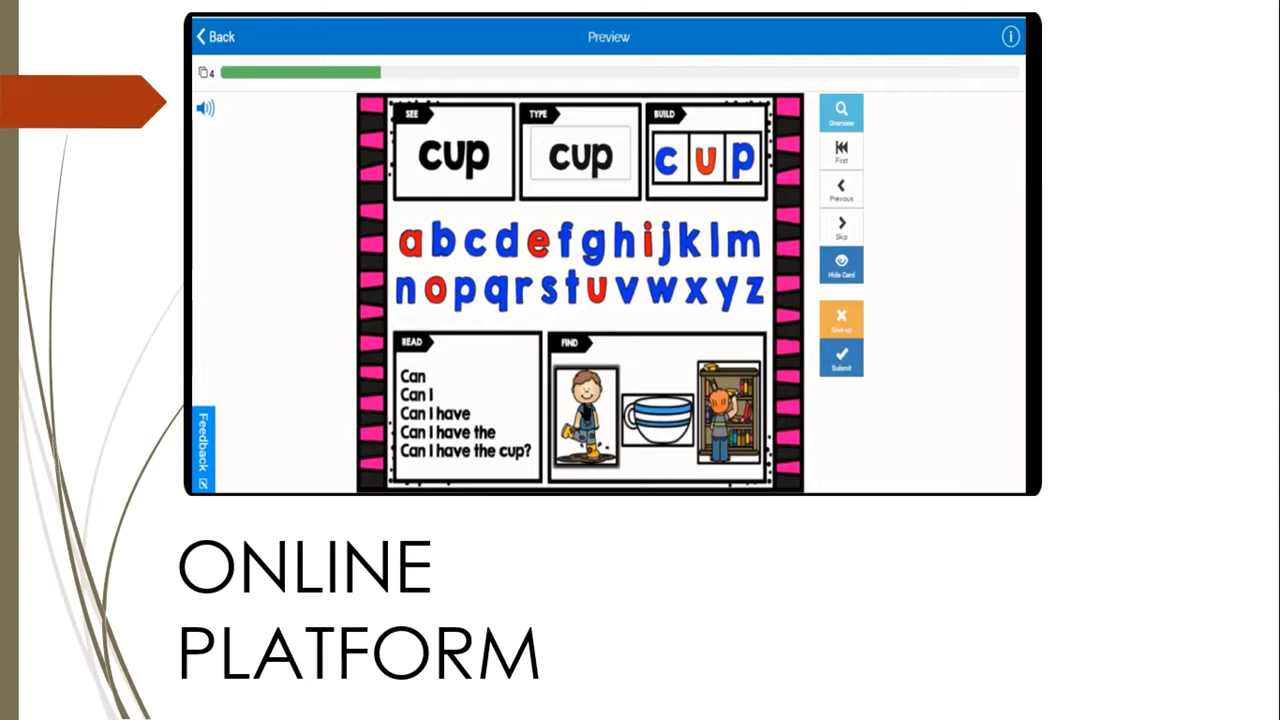 Back
Preview
i
4
SEE
cup
TYPE
cup
BUILD
c u p
a b c d e f g h i j k l m
n o p q r s t u v w x y z
READ
Can
Can I
Can I have
Can I have the
Can I have the cup?
FIND
Overview
First
Previous
Skip
Hide Card
Give up
Submit
Feedback
ONLINE
PLATFORM